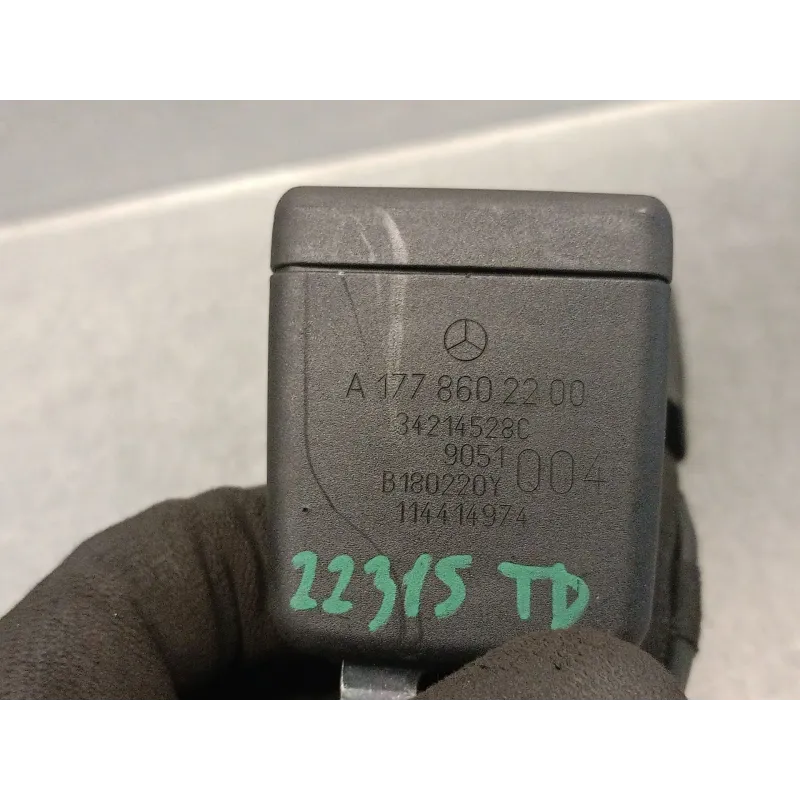 A 177 860 22 00
34214528C
9051
004
B180220Y
114414974
22315 TD